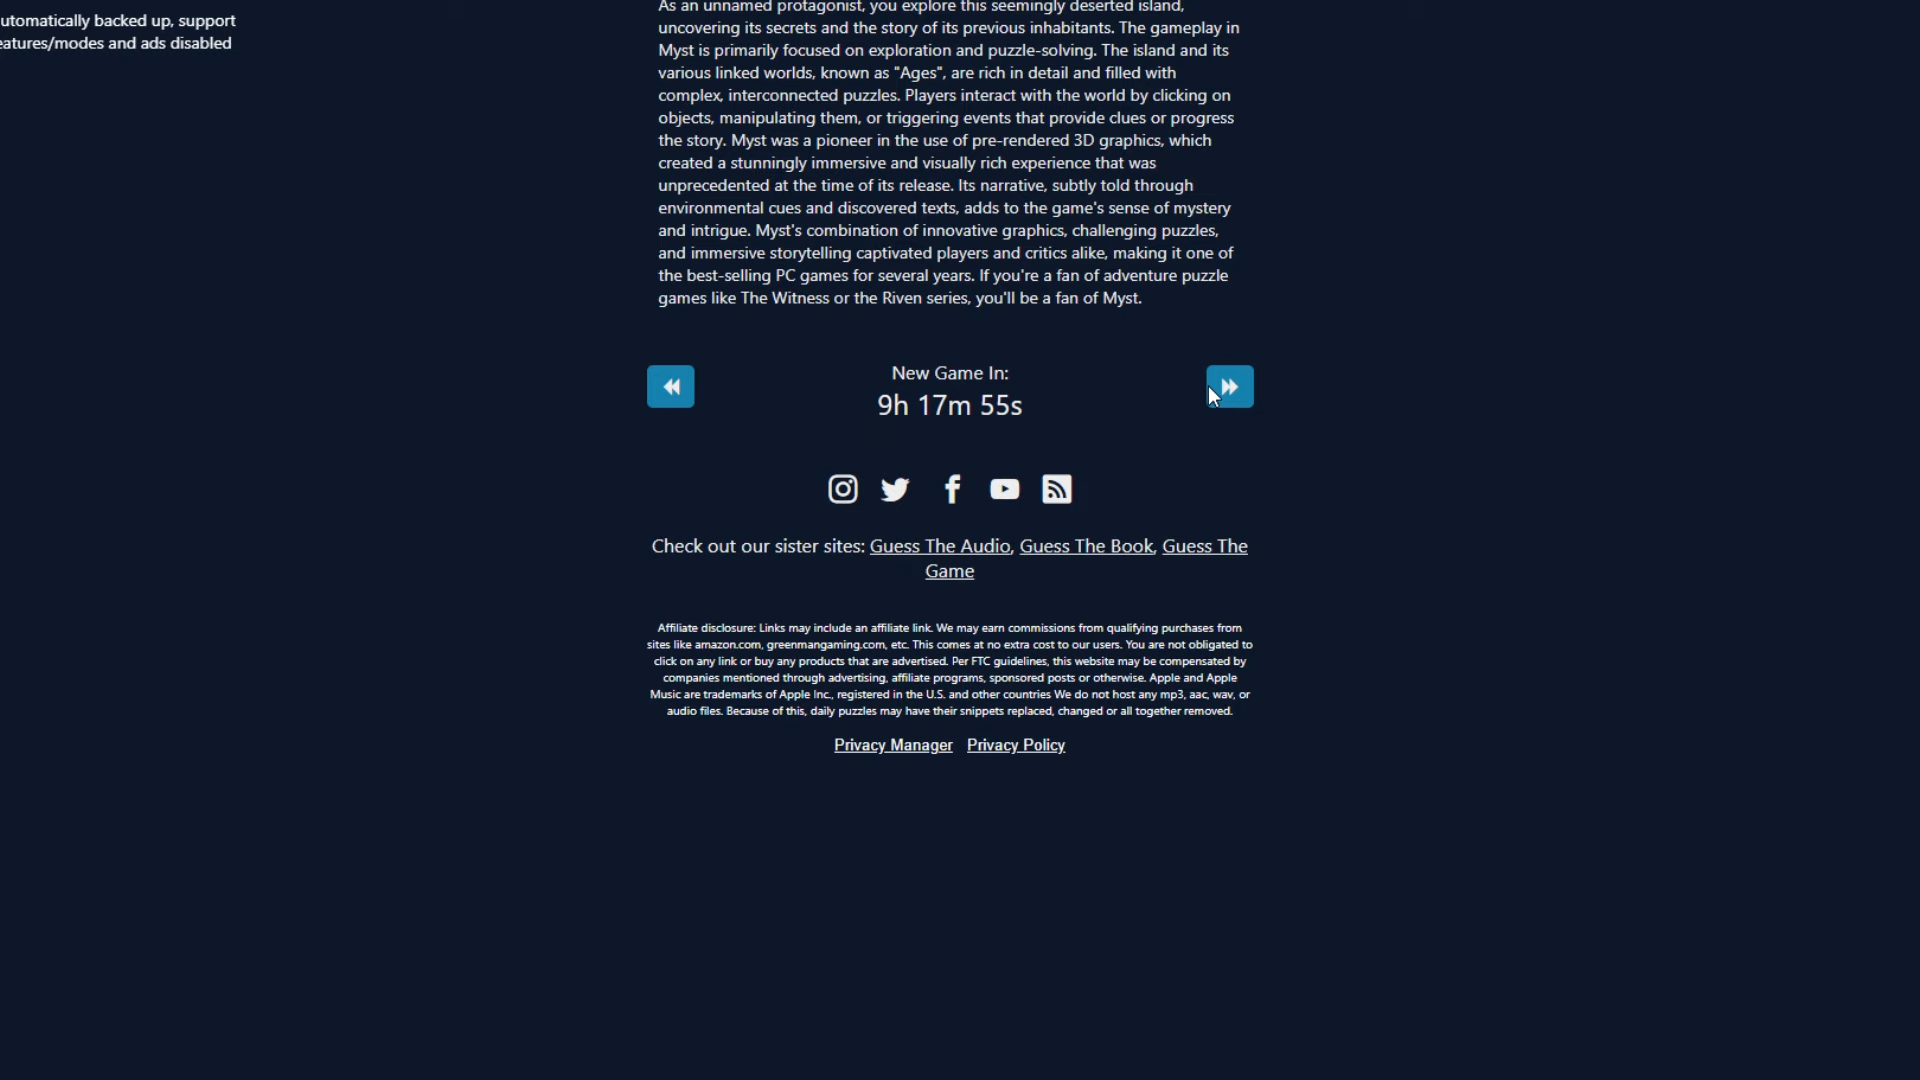 utomatically backed up, support
eatures/modes and ads disabled
As an unnamed protagonist, you explore this seemingly deserted island,
uncovering its secrets and the story of its previous inhabitants. The gameplay in
Myst is primarily focused on exploration and puzzle-solving. The island and its
various linked worlds, known as "Ages", are rich in detail and filled with
complex, interconnected puzzles. Players interact with the world by clicking on
objects, manipulating them, or triggering events that provide clues or progress
the story. Myst was a pioneer in the use of pre-rendered 3D graphics, which
created a stunningly immersive and visually rich experience that was
unprecedented at the time of its release. Its narrative, subtly told through
environmental cues and discovered texts, adds to the game's sense of mystery
and intrigue. Myst's combination of innovative graphics, challenging puzzles,
and immersive storytelling captivated players and critics alike, making it one of
the best-selling PC games for several years. If you're a fan of adventure puzzle
games like The Witness or the Riven series, you'll be a fan of Myst.
New Game In:
9h 17m 55s
Check out our sister sites: Guess The Audio, Guess The Book, Guess The
Game
Affiliate disclosure: Links may include an affiliate link. We may earn commissions from qualifying purchases from
sites like amazon.com, greenmangaming.com, etc. This comes at no extra cost to our users. You are not obligated to
click on any link or buy any products that are advertised. Per FTC guidelines, this website may be compensated by
companies mentioned through advertising, affiliate programs, sponsored posts or otherwise. Apple and Apple
Music are trademarks of Apple Inc., registered in the U.S. and other countries We do not host any mp3, aac, wav, or
audio files. Because of this, daily puzzles may have their snippets replaced, changed or all together removed.
Privacy Manager Privacy Policy